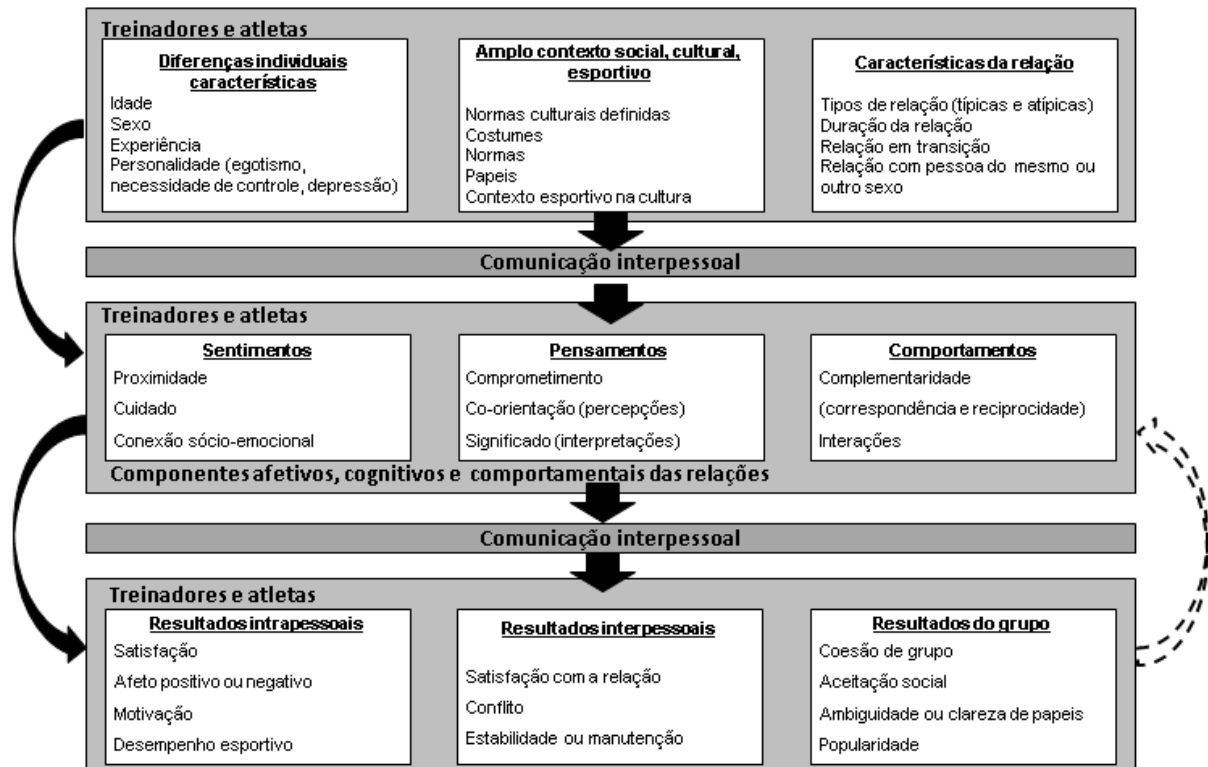 Treinadores e atletas
Diferenças individuais
características
Idade
Sexo
Experiência
Personalidade (egotismo,
necessidade de controle, depressão)
Amplo contexto social, cultural,
esportivo
Normas culturais definidas
Costumes
Normas
Papeis
Contexto esportivo na cultura
Características da relação
Tipos de relação (típicas e atípicas)
Duração da relação
Relação em transição
Relação com pessoa do mesmo ou
outro sexo
Comunicação interpessoal
Treinadores e atletas
Sentimentos
Proximidade
Cuidado
Conexão sócio-emocional
Pensamentos
Comprometimento
Co-orientação (percepções)
Significado (interpretações)
Comportamentos
Complementaridade
(correspondência e reciprocidade)
Interações
Componentes afetivos, cognitivos e comportamentais das relações
Comunicação interpessoal
Treinadores e atletas
Resultados intrapessoais
Satisfação
Afeto positivo ou negativo
Motivação
Desempenho esportivo
Resultados interpessoais
Satisfação com a relação
Conflito
Estabilidade ou manutenção
Resultados do grupo
Coesão de grupo
Aceitação social
Ambiguidade ou clareza de papeis
Popularidade